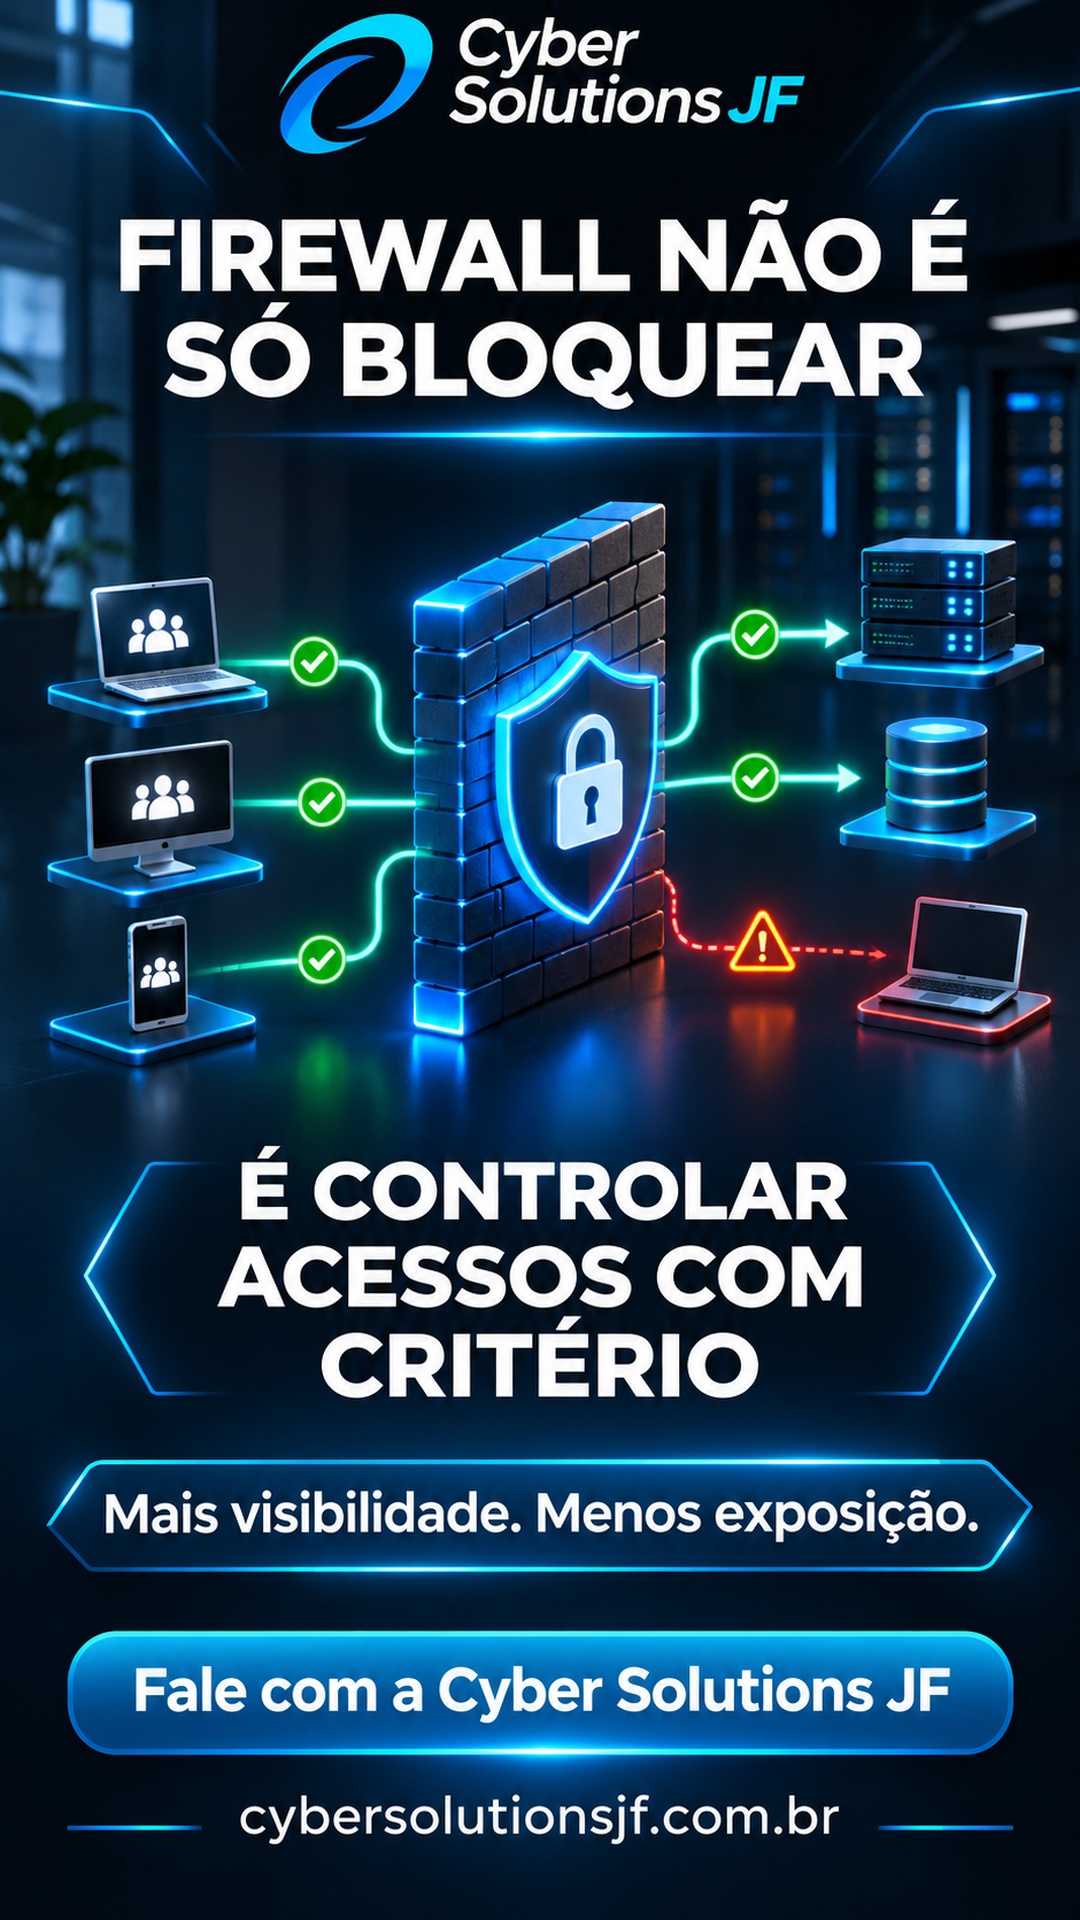 Cyber
Solutions JF
FIREWALL NÃO É
SÓ BLOQUEAR
É CONTROLAR
ACESSOS COM
CRITÉRIO
Mais visibilidade. Menos exposição.
Fale com a Cyber Solutions JF
cybersolutionsjf.com.br